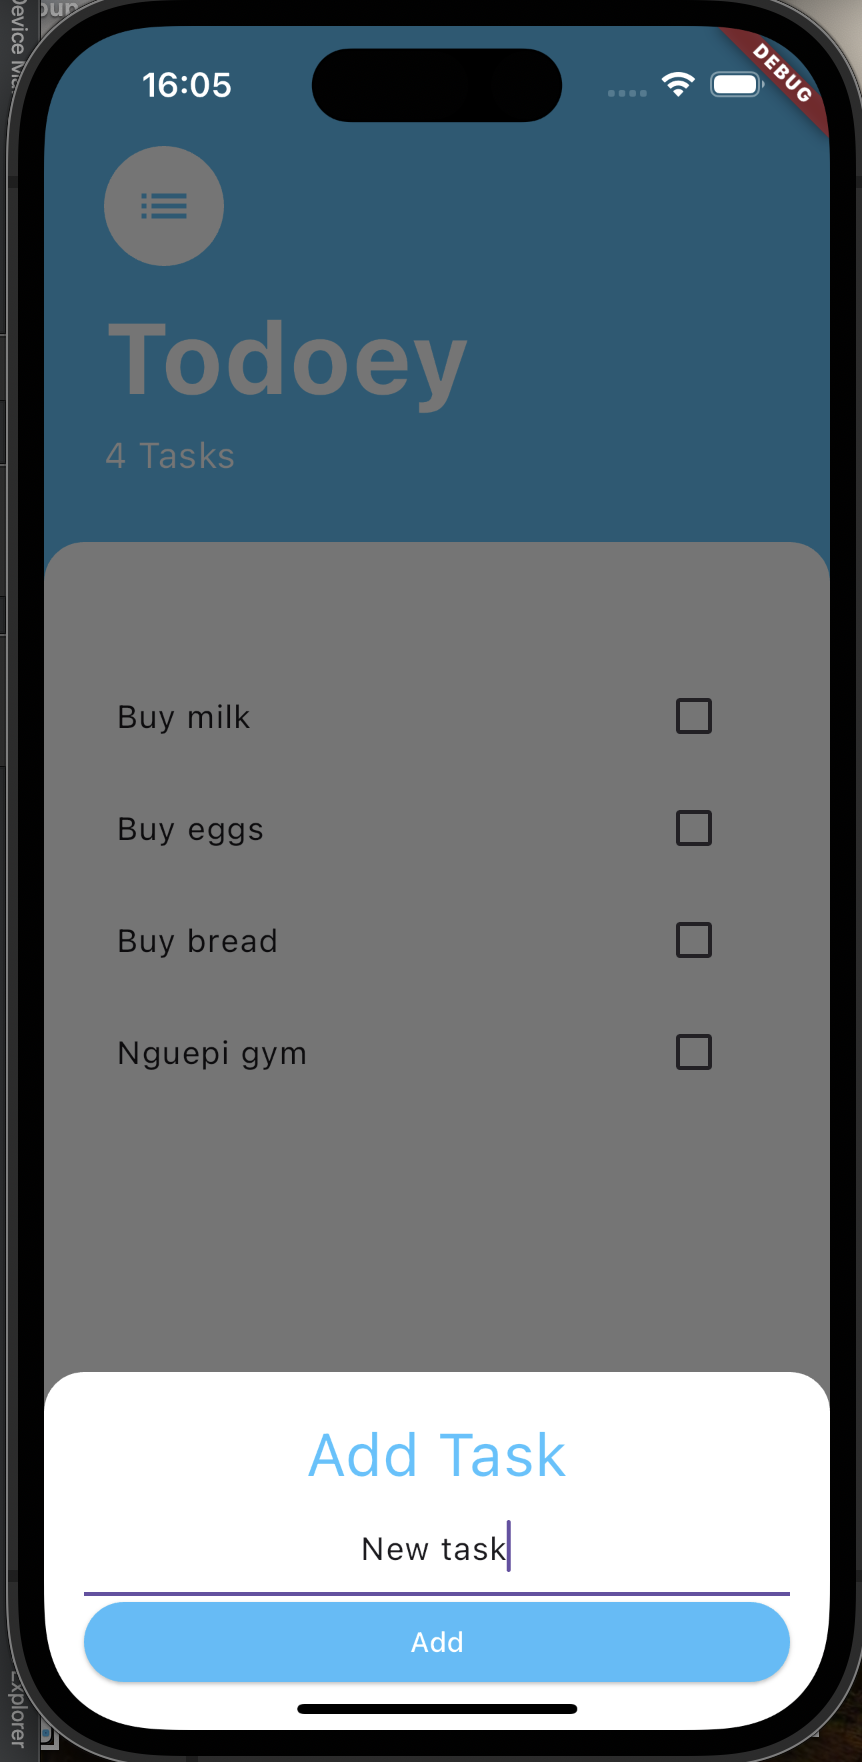 16:05
DEBUG
Todoey
4 Tasks
Buy milk
Buy eggs
Buy bread
Nguepi gym
Add Task
New task
Add
Explorer